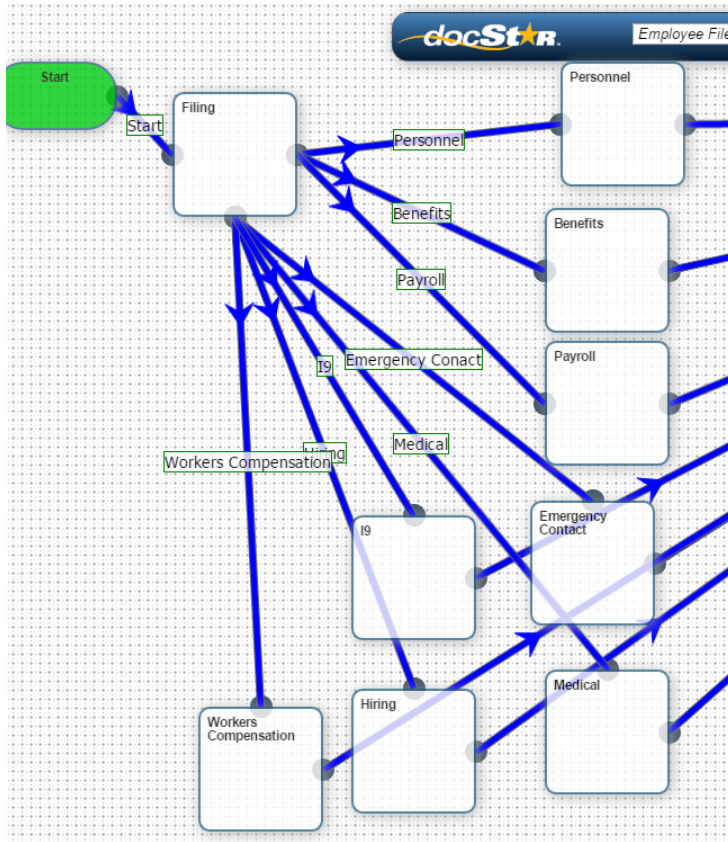 docStar.
Employee File
Start
Filing
Personnel
Start
Personnel
Benefits
Benefits
Payroll
Emergency Conact
I9
Payroll
Medical
Hiring
Workers Compensation
I9
Emergency
Contact
Medical
Hiring
Workers
Compensation